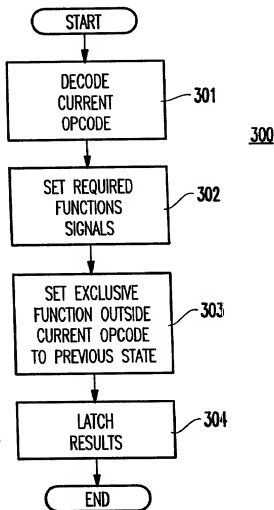 START
DECODE
CURRENT
OPCODE
301
300
SET REQUIRED
FUNCTIONS
SIGNALS
302
SET EXCLUSIVE
FUNCTION OUTSIDE
CURRENT OPCODE
TO PREVIOUS STATE
303
LATCH
RESULTS
304
END